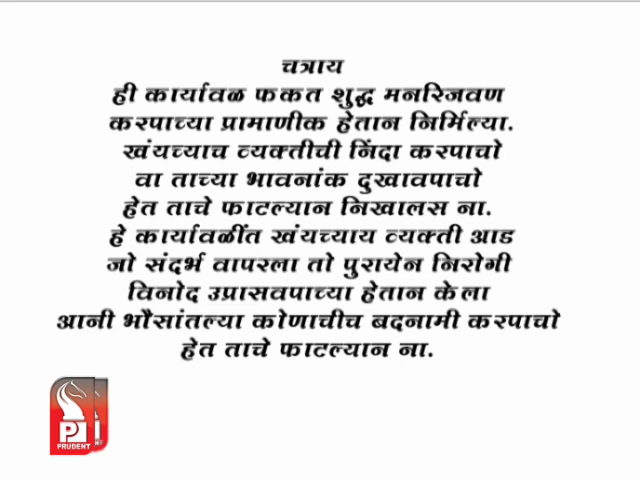 चत्राय
ही कार्यावळ फकत शुद्ध मनरिजवण
करपाच्या प्रामाणीक हेतान निर्मिल्या.
खंयच्याच व्यक्तीची निंदा करपाचो
वा ताच्या भावनांक दुखावपाचो
हेत ताचे फाटल्यान निखालस ना.
हे कार्यावळींत खंयच्याय व्यक्ती आड
जो संदर्भ वापरला तो पुरायेन निरोगी
विनोद उप्रासवपाच्या हेतान केला
आनी भौसांतल्या कोणाचीच बदनामी करपाचो
हेत ताचे फाटल्यान ना.
PRUDENT